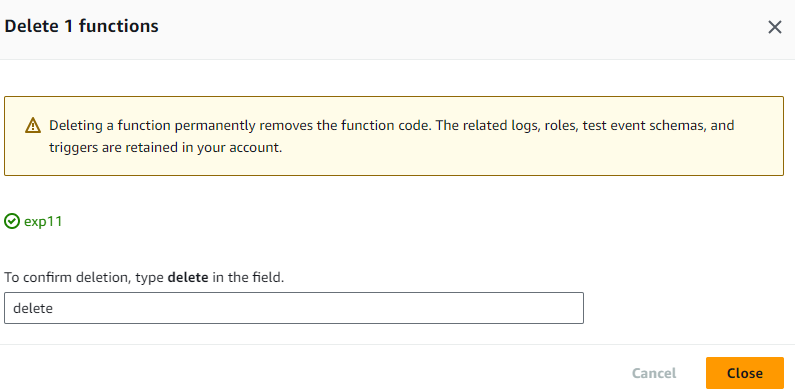 Delete 1 functions
Deleting a function permanently removes the function code. The related logs, roles, test event schemas, and
triggers are retained in your account.
exp11
To confirm deletion, type delete in the field.
delete
Cancel
Close